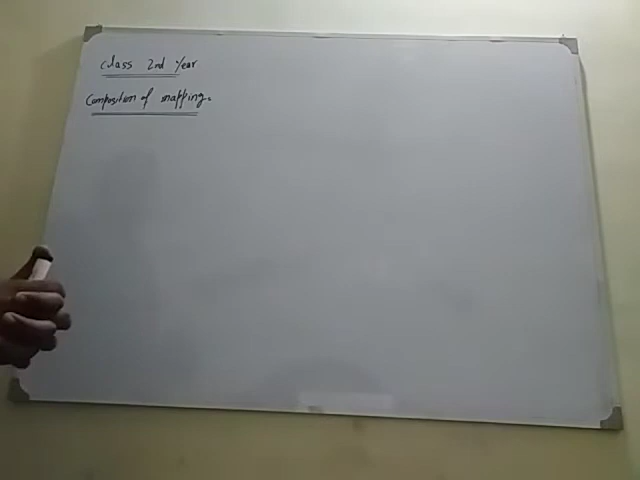 Class 2nd Year
Composition of mapping.